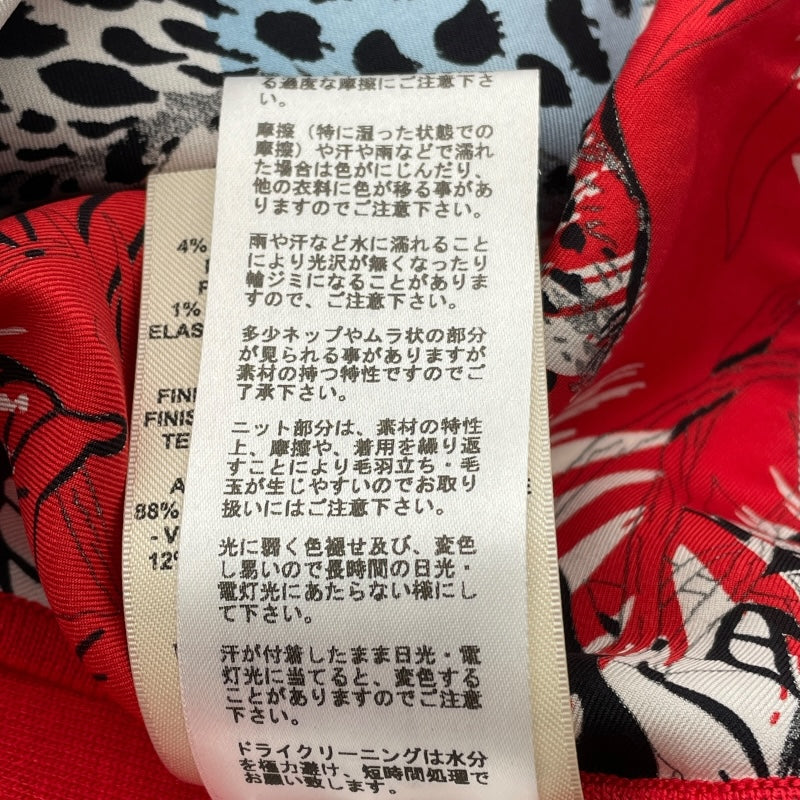 る過度な摩擦にご注意下さ
い。
摩擦（特に湿った状態での
摩擦）や汗や雨などで濡れ
た場合は色がにじんだり、
他の衣料に色が移る事があ
りますのでご注意下さい。
雨や汗など水に濡れること
により光沢が無くなったり
輪ジミになることがありま
すので、ご注意下さい。
多少ネップやムラ状の部分
が見られる事がありますが
素材の持つ特性ですのでご
了承下さい。
ニット部分は、素材の特性
上、摩擦や、着用を繰り返
すことにより毛羽立ち・毛
玉が生じやすいのでお取り
扱いにはご注意下さい。
光に弱く色褪せ及び、変色
し易いので長時間の日光・
電灯光にあたらない様にし
て下さい。
汗が付着したまま日光・電
灯光に当てると、変色する
ことがありますのでご注意
下さい。
ドライクリーニングは水分
を極力避け、短時間処理で
お願い致します。
4%
1%
ELAS
FINI
FINIS
TE
88%
- V
12%